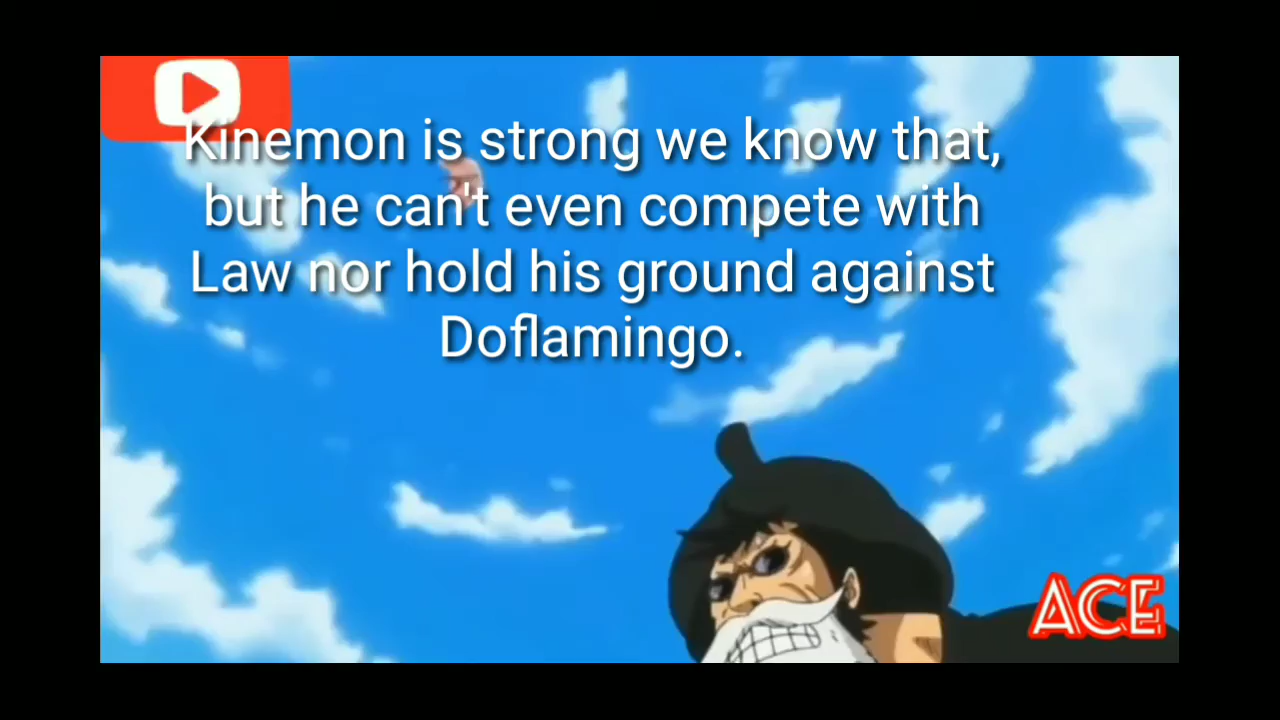 Kinemon is strong we know that,
but he can't even compete with
Law nor hold his ground against
Doflamingo.
ACE